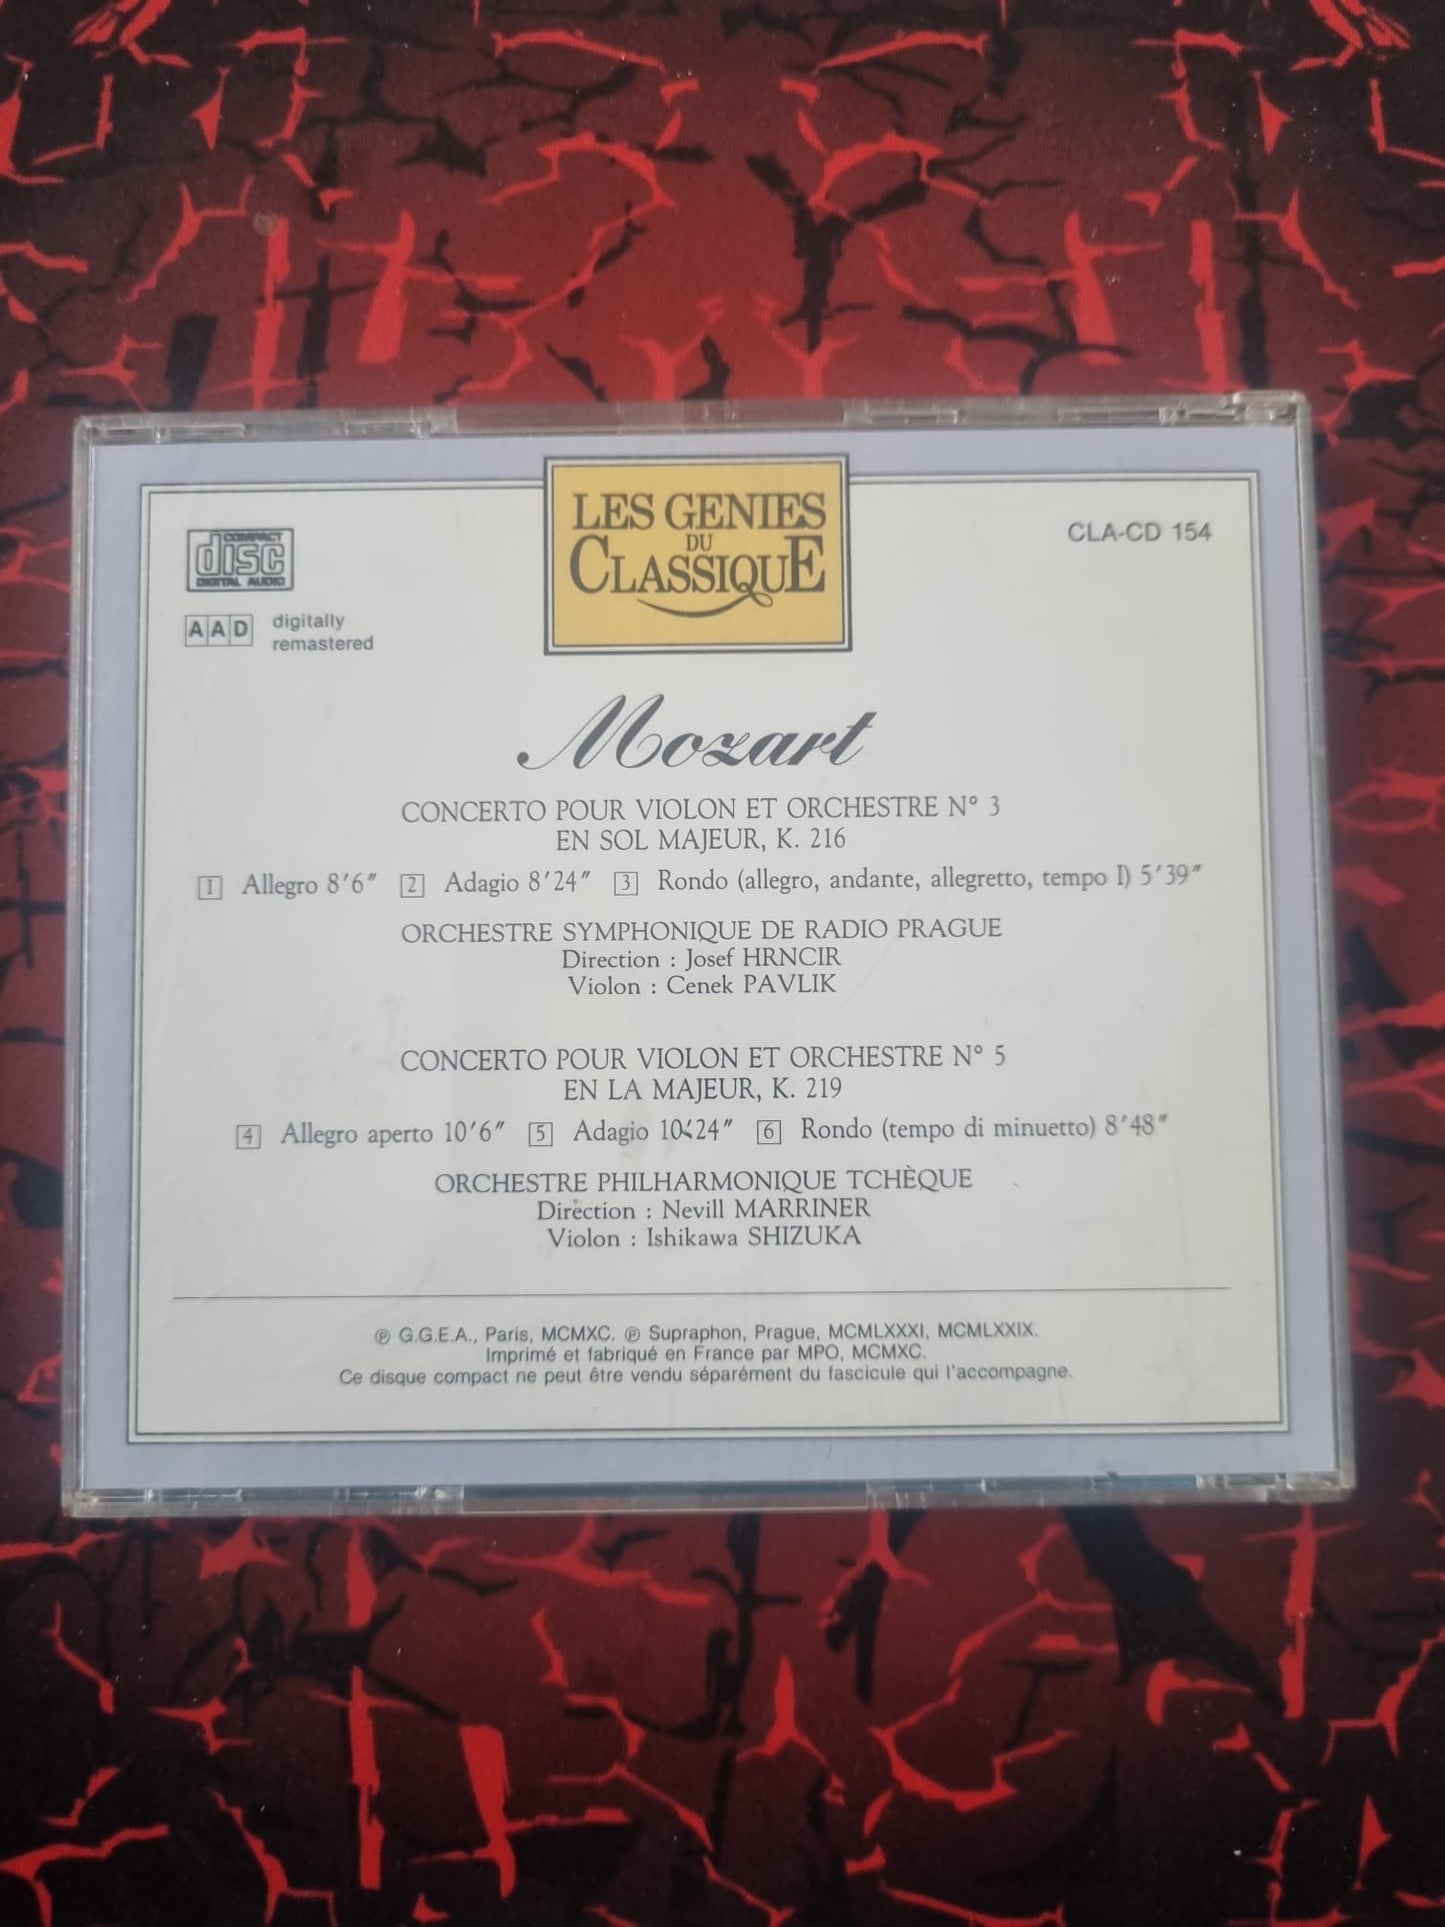 LES GENIES
DU
CLASSIQUE
COMPACT
disc
DIGITAL AUDIO
CLA-CD 154
AAD digitally
remastered
Mozart
CONCERTO POUR VIOLON ET ORCHESTRE N° 3
EN SOL MAJEUR, K. 216
1 Allegro 8'6" 2 Adagio 8'24" 3 Rondo (allegro, andante, allegretto, tempo I) 5'39"
ORCHESTRE SYMPHONIQUE DE RADIO PRAGUE
Direction : Josef HRNCIR
Violon : Cenek PAVLIK
CONCERTO POUR VIOLON ET ORCHESTRE N° 5
EN LA MAJEUR, K. 219
4 Allegro aperto 10'6" 5 Adagio 10'24" 6 Rondo (tempo di minuetto) 8'48"
ORCHESTRE PHILHARMONIQUE TCHÈQUE
Direction : Nevill MARRINER
Violon : Ishikawa SHIZUKA
℗ G.G.E.A., Paris, MCMXC. ℗ Supraphon, Prague, MCMLXXXI, MCMLXXIX.
Imprimé et fabriqué en France par MPO, MCMXC.
Ce disque compact ne peut être vendu séparément du fascicule qui l'accompagne.